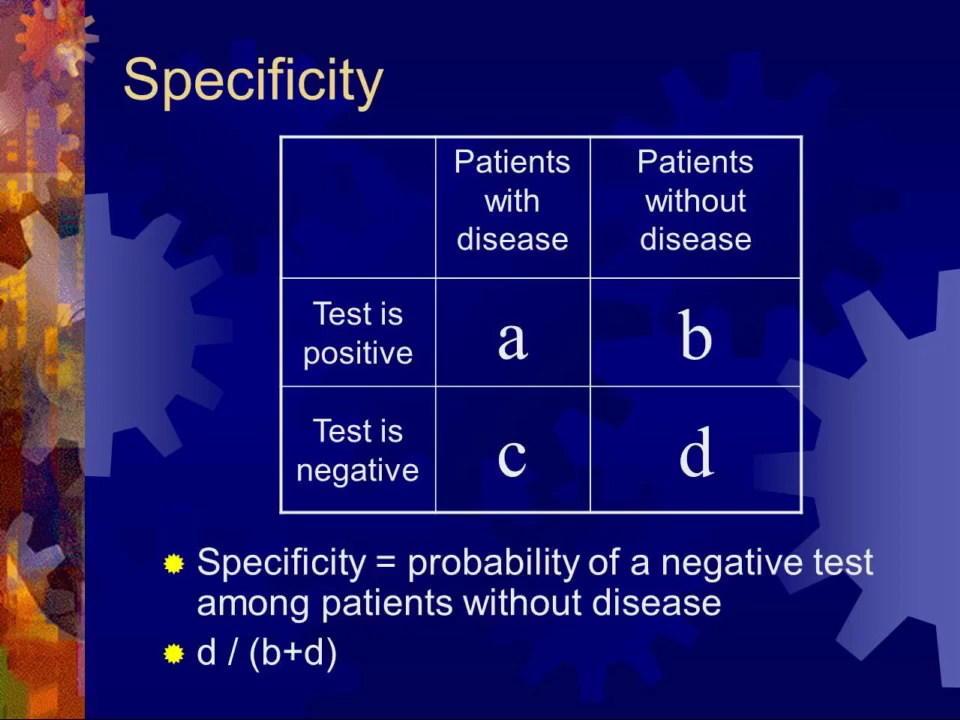 Specificity
Patients with disease
Patients without disease
Test is positive
a
b
Test is negative
c
d
Specificity = probability of a negative test
among patients without disease
d / (b+d)